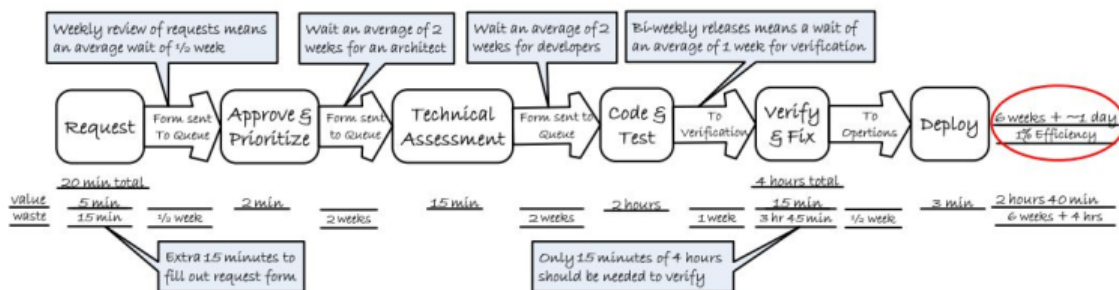 Weekly review of requests means
an average wait of ½ week
Wait an average of 2
weeks for an architect
Wait an average of 2
weeks for developers
Bi-weekly releases means a wait of
an average of 1 week for verification
Request
Form sent
To Queue
Approve &
Prioritize
Form sent
to Queue
Technical
Assessment
Form sent to
Queue
Code &
Test
To
Verification
Verify
& Fix
To
Opertions
Deploy
6 weeks + ~1 day
1% Efficiency
20 min total
4 hours total
value 5 min 2 min 15 min 2 hours 15 min 3 min 2 hours 40 min
waste 15 min ½ week 2 weeks 2 weeks 1 week 3 hr 45 min ½ week 6 weeks + 4 hrs
Extra 15 minutes to
fill out request form
Only 15 minutes of 4 hours
should be needed to verify